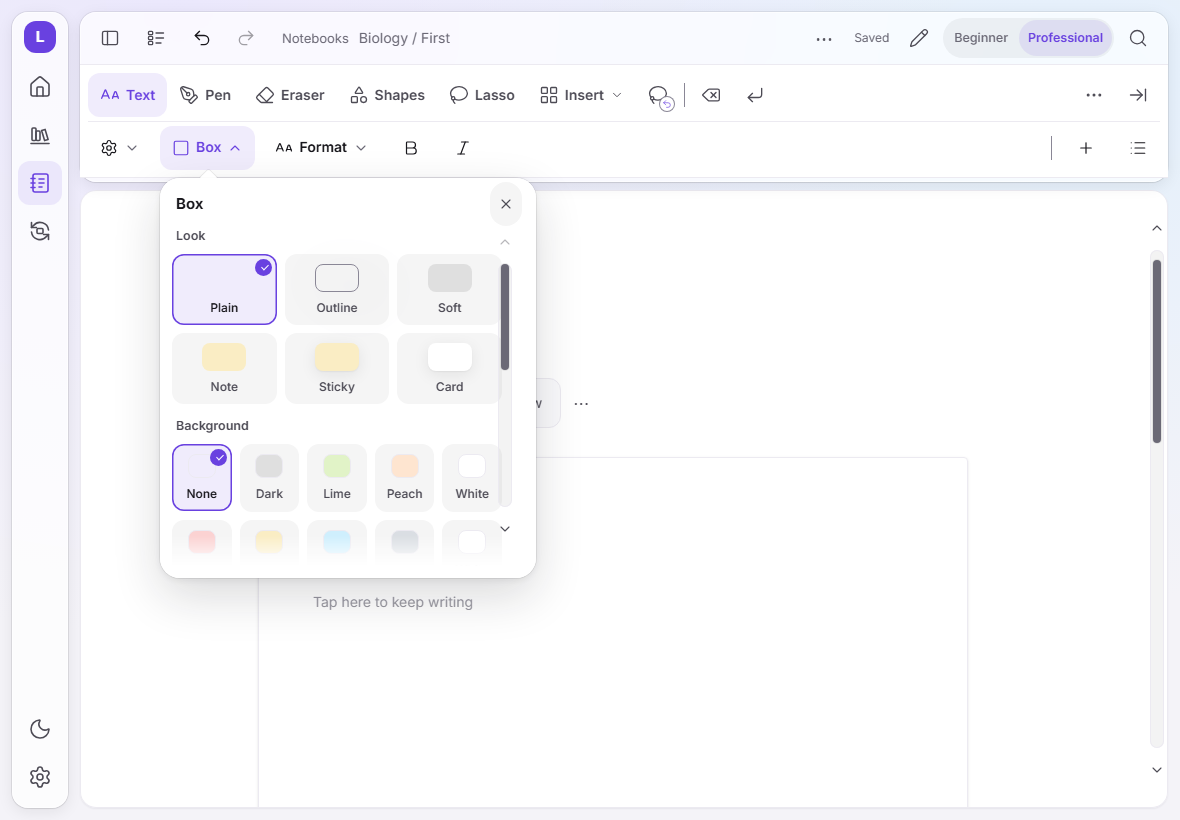 L
Notebooks Biology / First
Saved
Beginner Professional
Text Pen Eraser Shapes Lasso Insert
Box Format B I
Box
Look
Plain Outline Soft
Note Sticky Card
Background
None Dark Lime Peach White
Tap here to keep writing